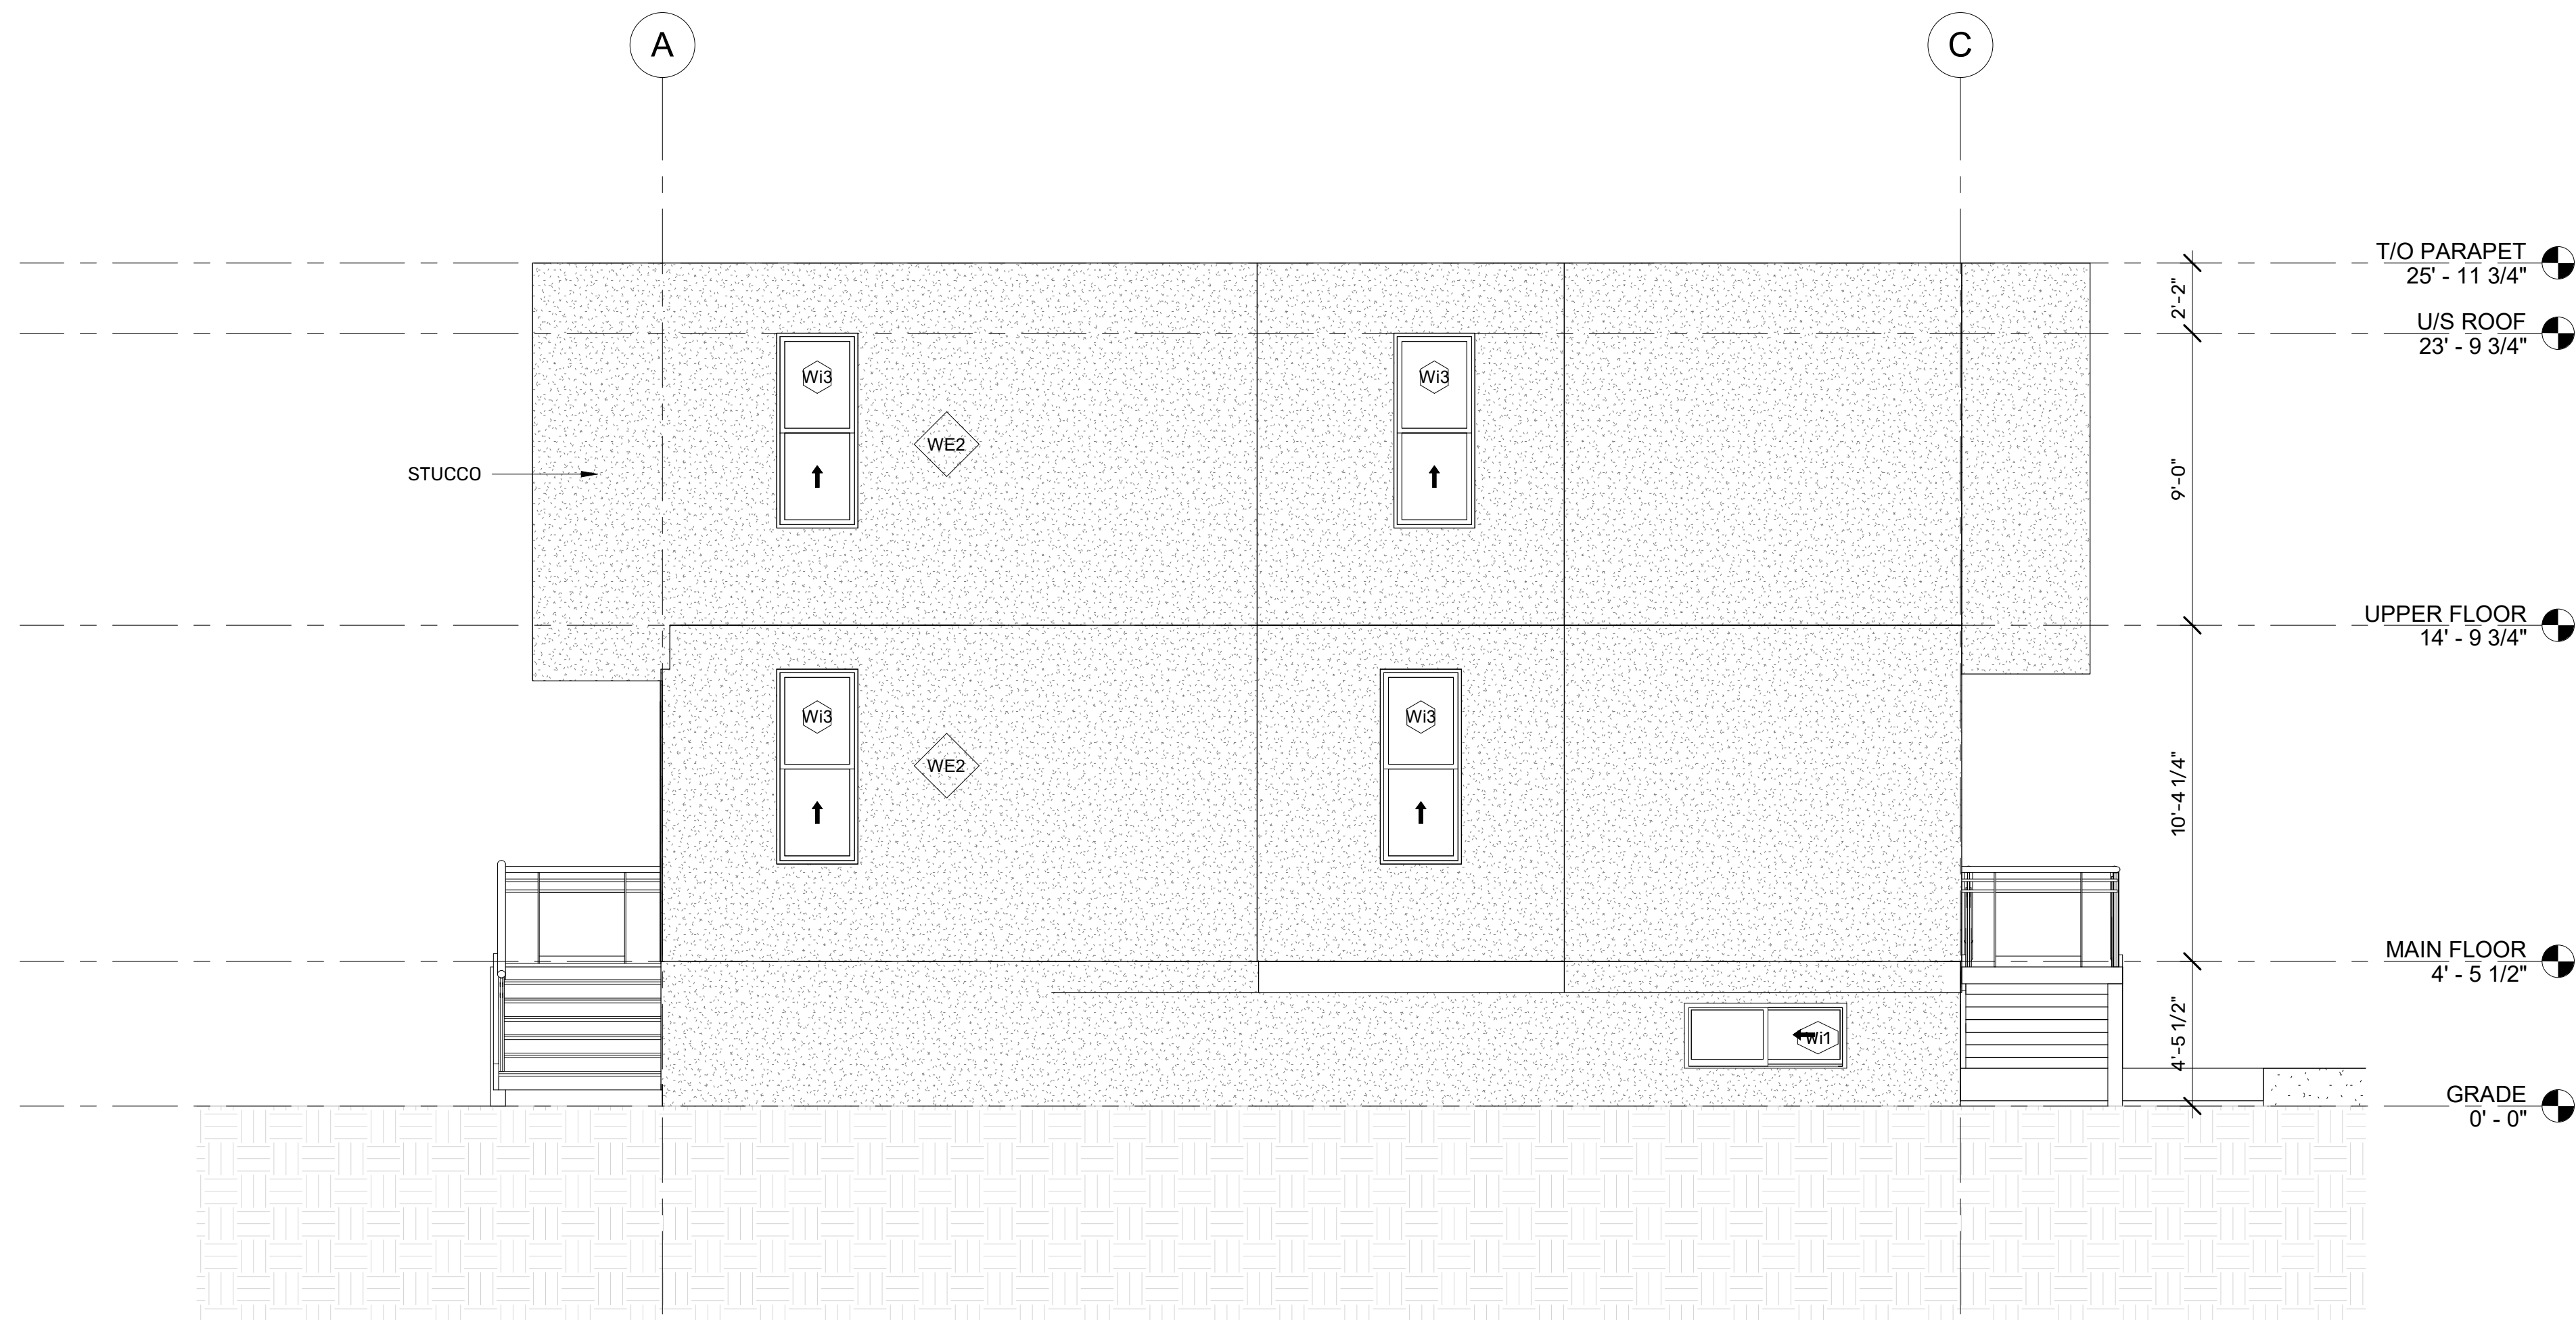 A
C
T/O PARAPET
25' - 11 3/4"
2'-2"
U/S ROOF
23' - 9 3/4"
Wi3
Wi3
WE2
STUCCO
9'-0"
UPPER FLOOR
14' - 9 3/4"
Wi3
Wi3
WE2
10'-4 1/4"
MAIN FLOOR
4' - 5 1/2"
Wi1
4'-5 1/2"
GRADE
0' - 0"